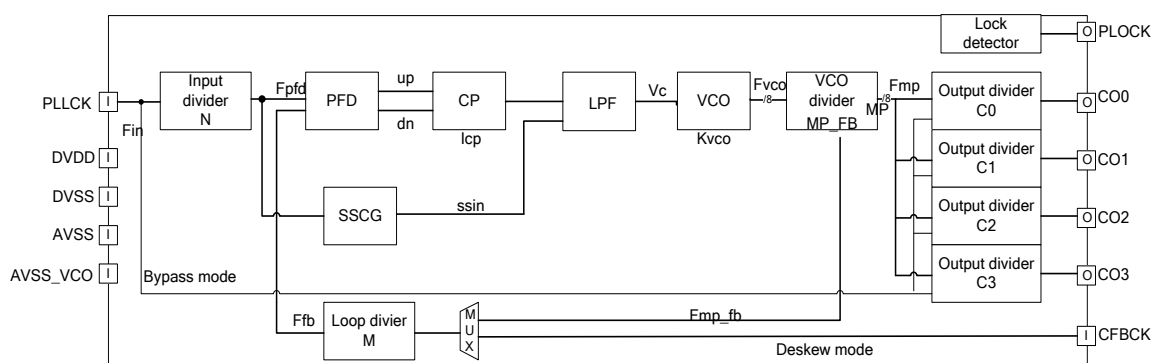 Lock
detector
O
PLOCK
PLLCK
I
Fin
Input
divider
N
Fpfd
PFD
up
dn
CP
Icp
LPF
Vc
VCO
Kvco
Fvco
/8
VCO
divider
MP
MP_FB
Fmp
/8
Output divider
C0
O
CO0
Output divider
C1
O
CO1
Output divider
C2
O
CO2
Output divider
C3
O
CO3
DVDD
I
DVSS
I
AVSS
I
AVSS_VCO
I
SSCG
ssin
Bypass mode
Ffb
Loop divier
M
MUX
Fmp_fb
Deskew mode
I
CFBCK